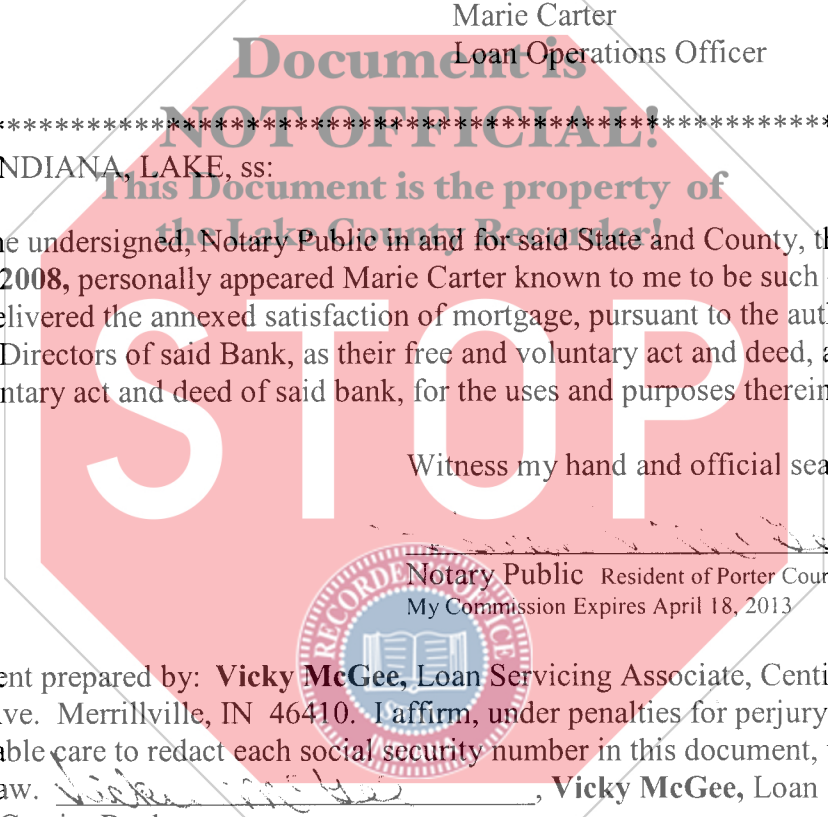 Marie Carter
Loan Operations Officer
Document is
NOT OFFICIAL!
************************************************************
NDIANA, LAKE, ss:
This Document is the property of
the Lake County Recorder!
e undersigned, Notary Public in and for said State and County, th
2008, personally appeared Marie Carter known to me to be such
elivered the annexed satisfaction of mortgage, pursuant to the aut
Directors of said Bank, as their free and voluntary act and deed, a
ntary act and deed of said bank, for the uses and purposes therein
STOP
Witness my hand and official sea
Notary Public Resident of Porter Cour
My Commission Expires April 18, 2013
RECORDER'S OFFICE
SEAL
ent prepared by: Vicky McGee, Loan Servicing Associate, Centi
ve. Merrillville, IN 46410. I affirm, under penalties for perjury
able care to redact each social security number in this document,
aw. Vicky McGee, Vicky McGee, Loan